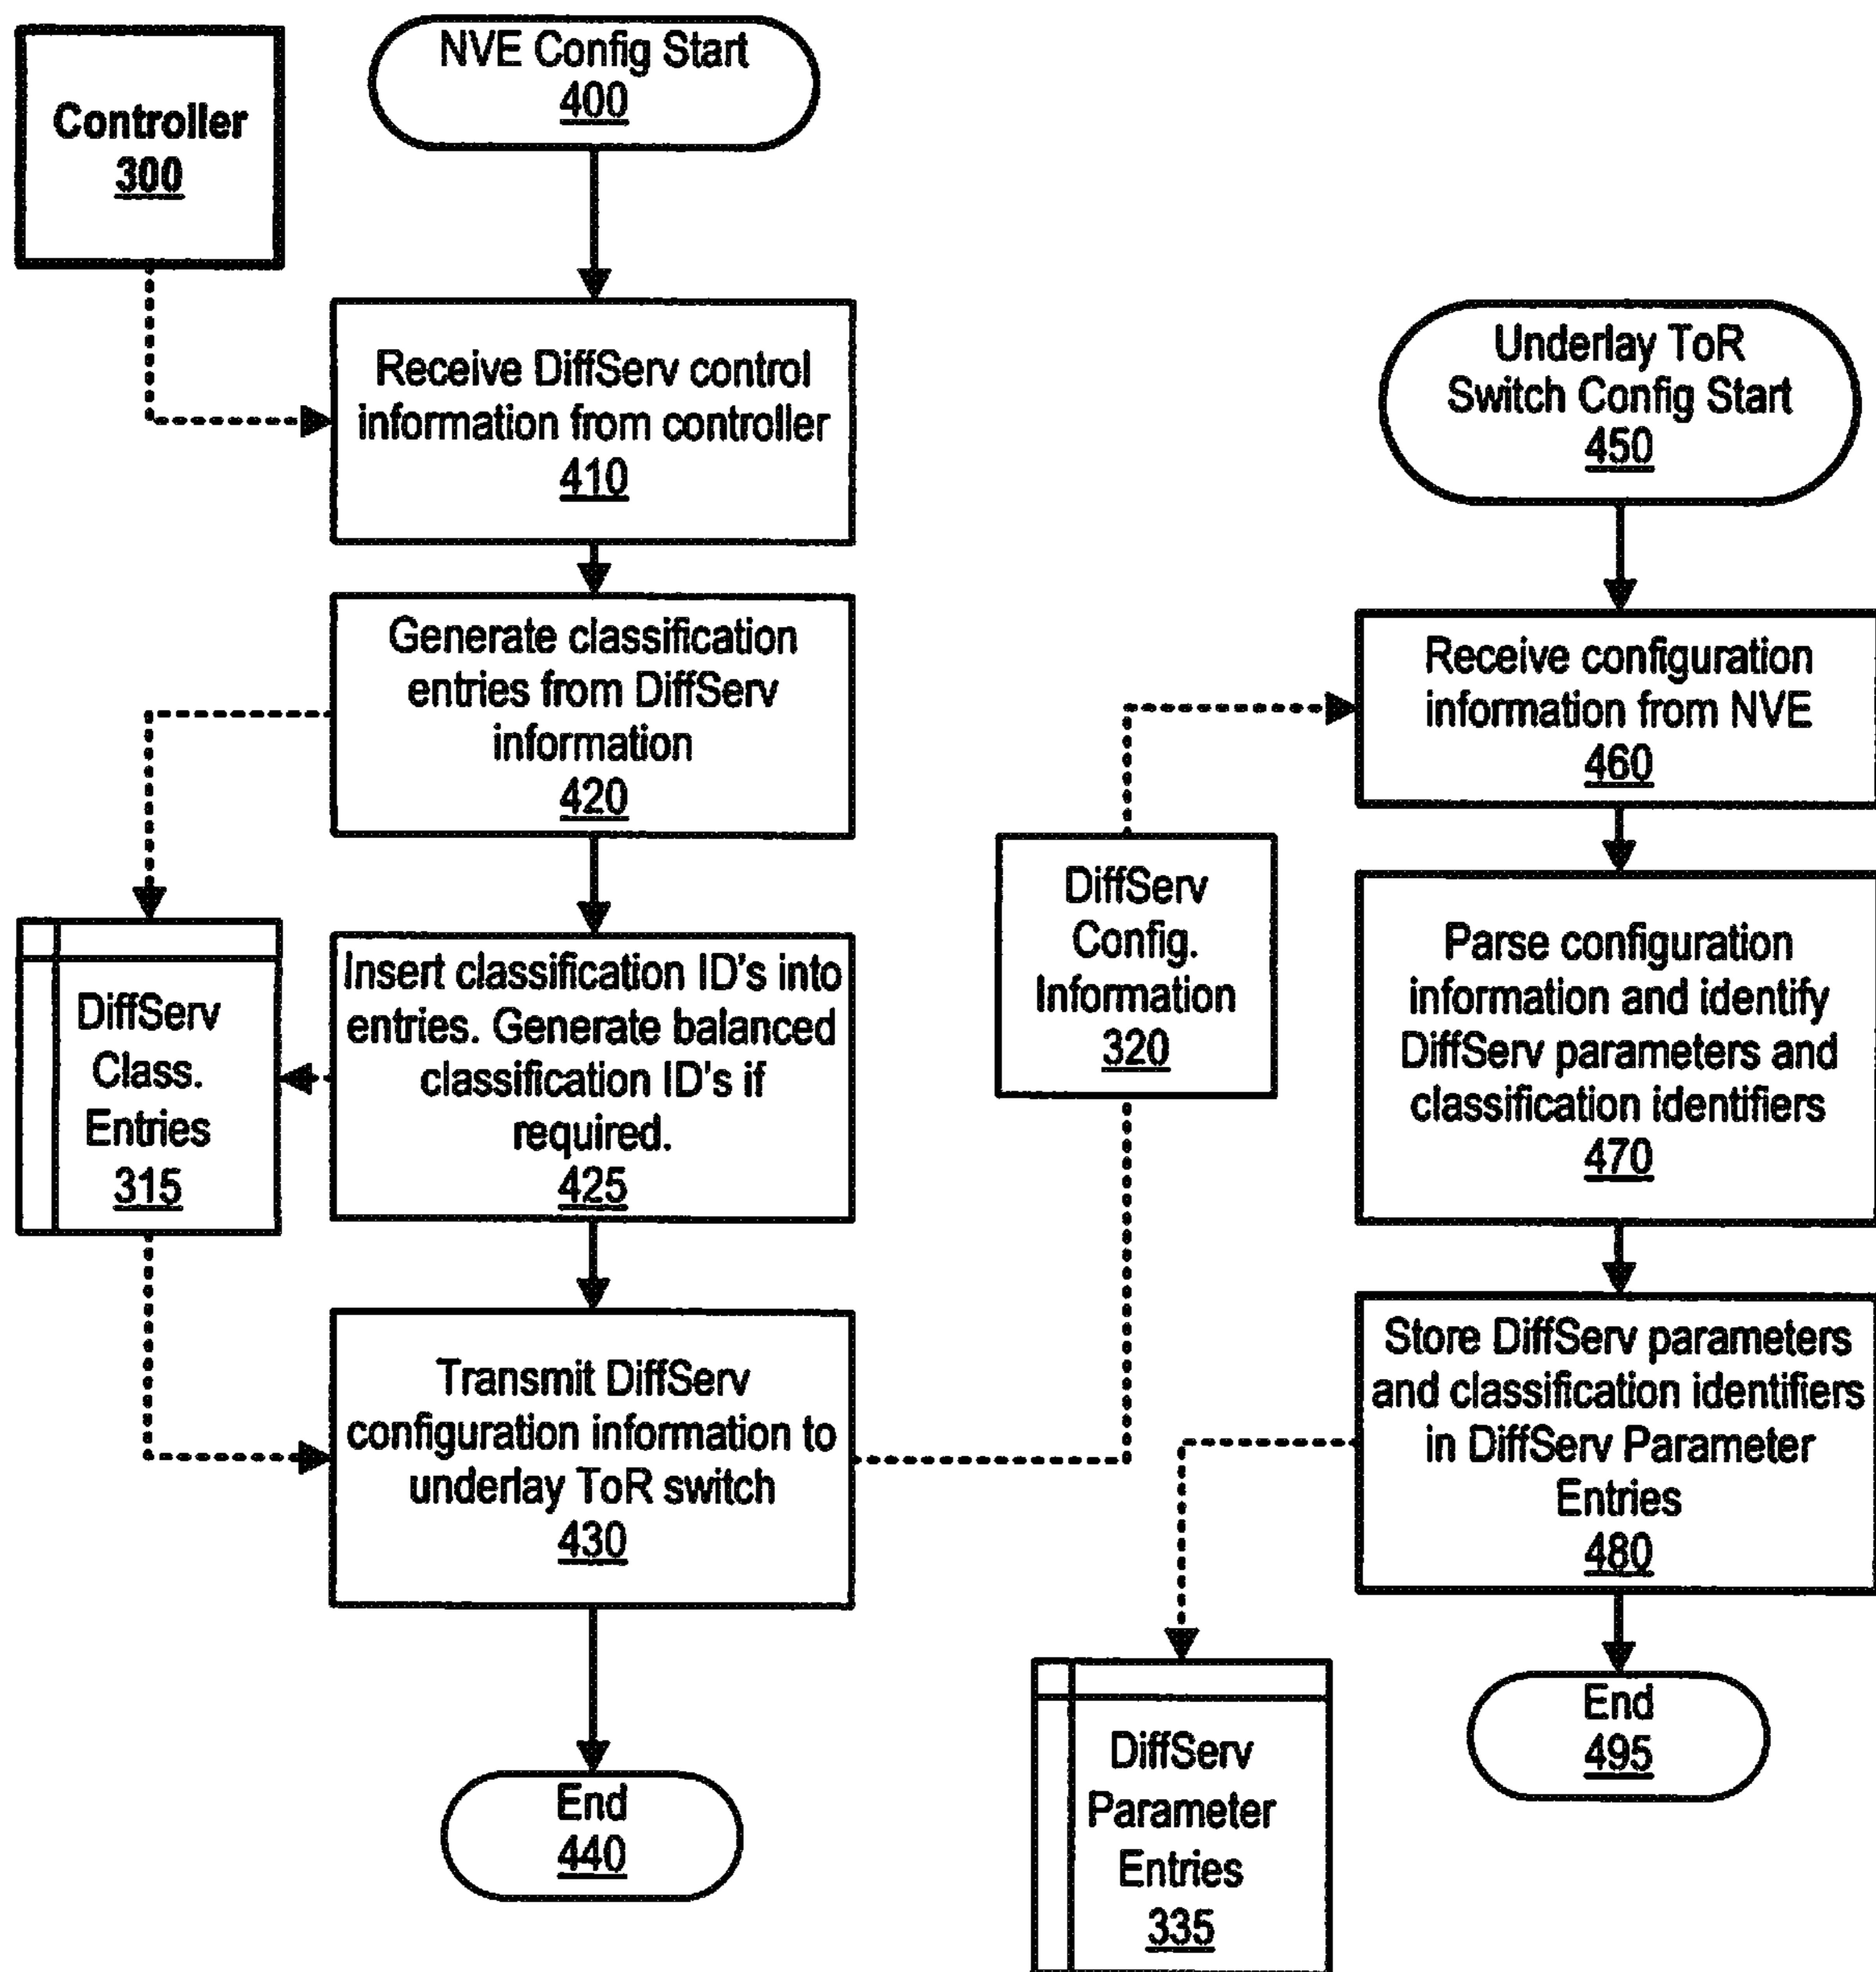 Controller
300
NVE Config Start
400
Receive DiffServ control
information from controller
410
Generate classification
entries from DiffServ
information
420
Insert classification ID's into
entries. Generate balanced
classification ID's if
required.
425
DiffServ
Class.
Entries
315
Transmit DiffServ
configuration information to
underlay ToR switch
430
End
440
DiffServ
Config.
Information
320
Underlay ToR
Switch Config Start
450
Receive configuration
information from NVE
460
Parse configuration
information and identify
DiffServ parameters and
classification identifiers
470
Store DiffServ parameters
and classification identifiers
in DiffServ Parameter
Entries
480
DiffServ
Parameter
Entries
335
End
495